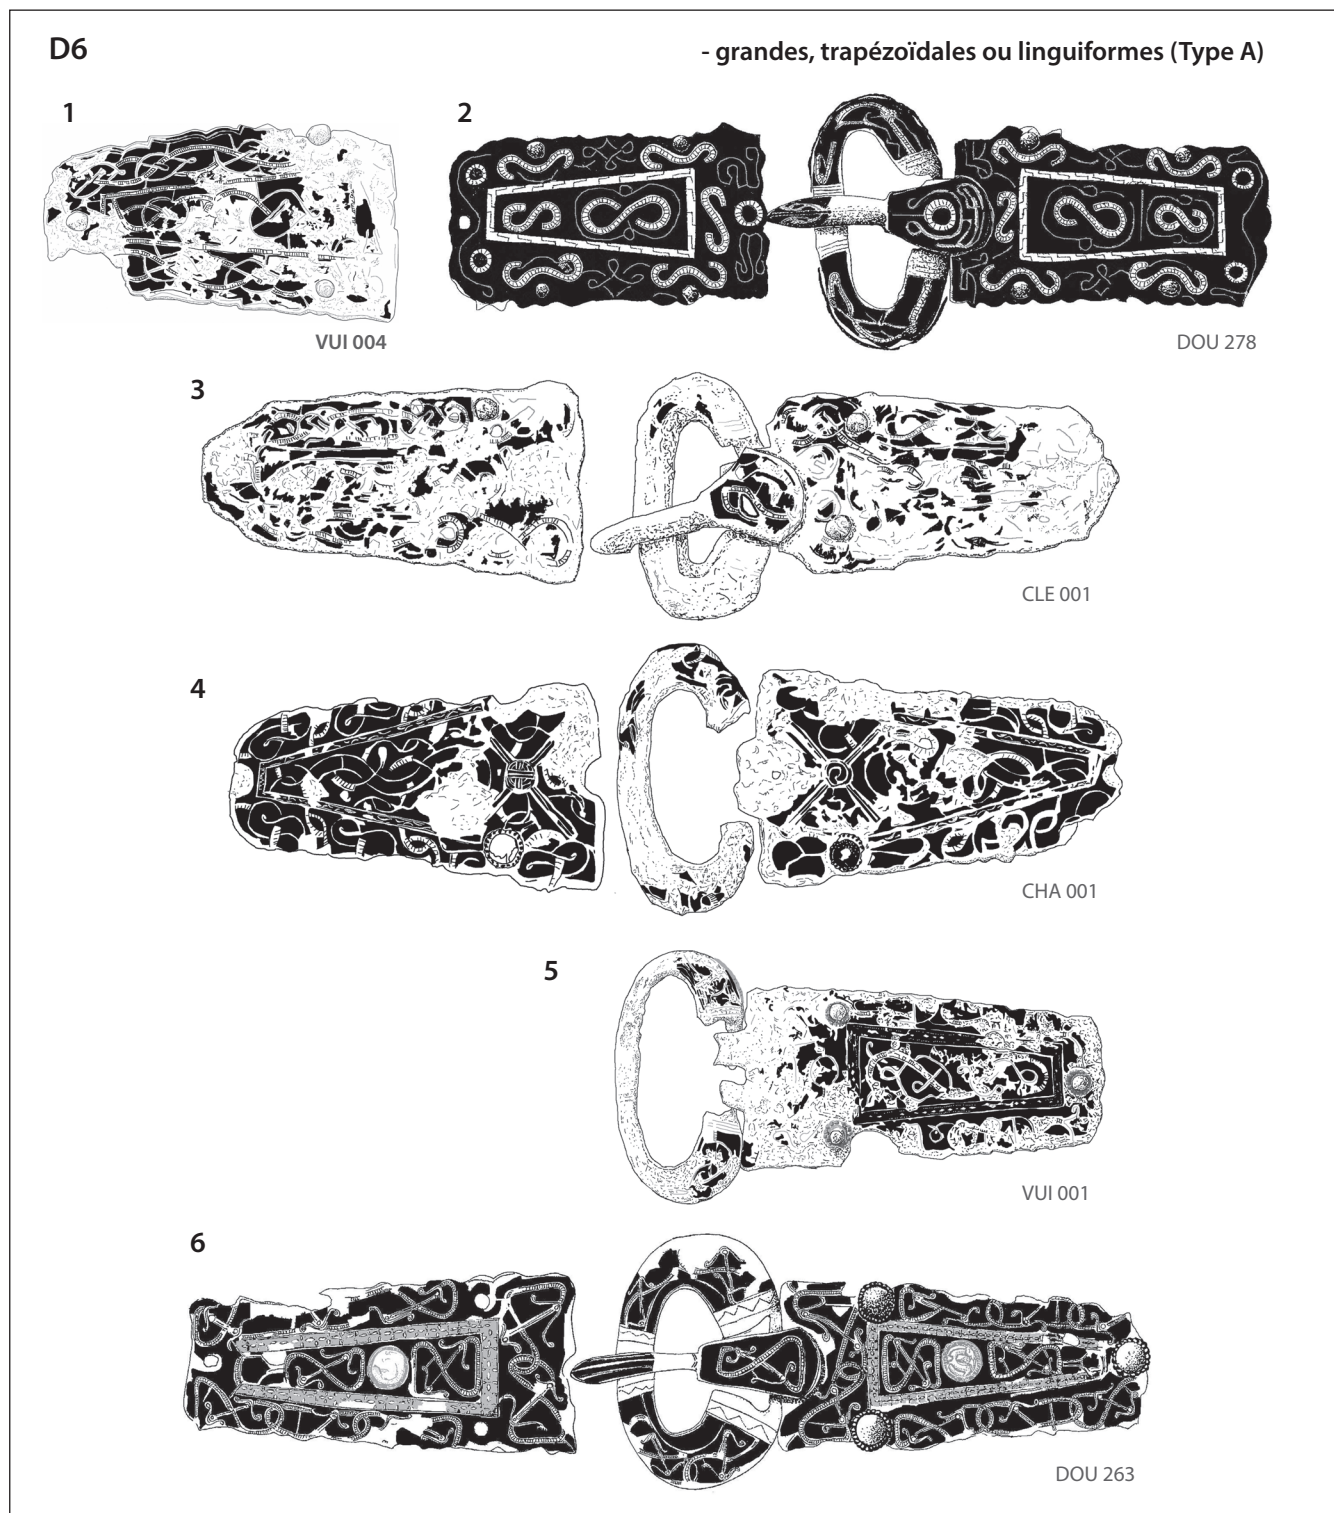 D6
- grandes, trapézoïdales ou linguiformes (Type A)
1
2
VUI 004
DOU 278
3
CLE 001
4
CHA 001
5
VUI 001
6
DOU 263